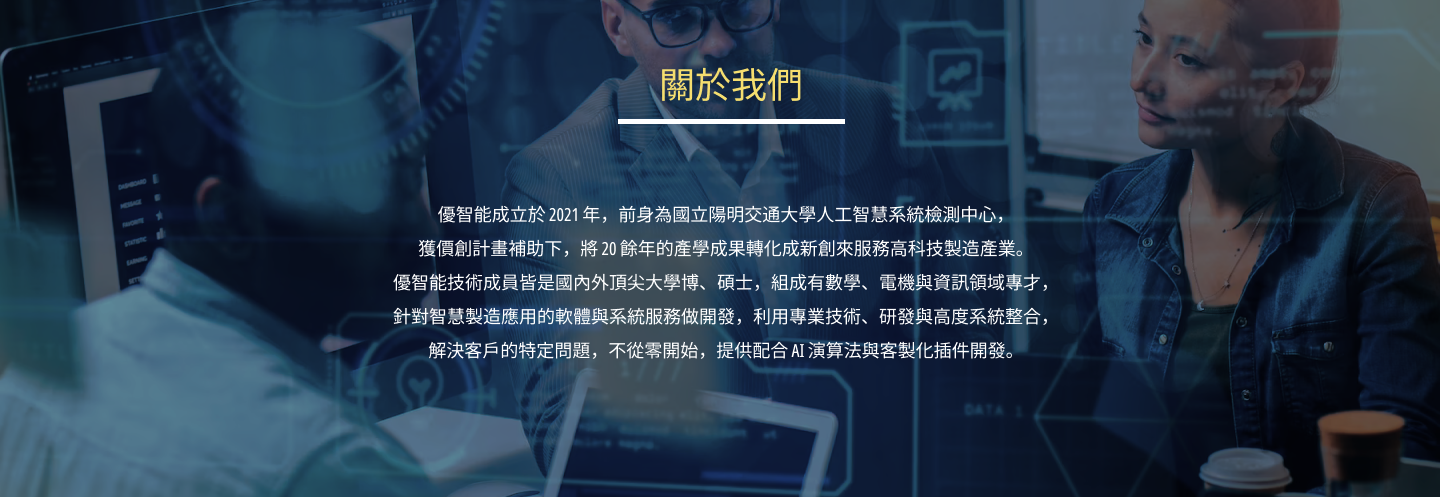 關於我們
優智能成立於 2021 年，前身為國立陽明交通大學人工智慧系統檢測中心，
獲價創計畫補助下，將 20 餘年的產學成果轉化成新創來服務高科技製造產業。
優智能技術成員皆是國內外頂尖大學博、碩士，組成有數學、電機與資訊領域專才，
針對智慧製造應用的軟體與系統服務做開發，利用專業技術、研發與高度系統整合，
解決客戶的特定問題，不從零開始，提供配合 AI 演算法與客製化插件開發。
DASHBOARD
MESSAGE
FAVORITE
STATISTIC
EARNING
DATA 1